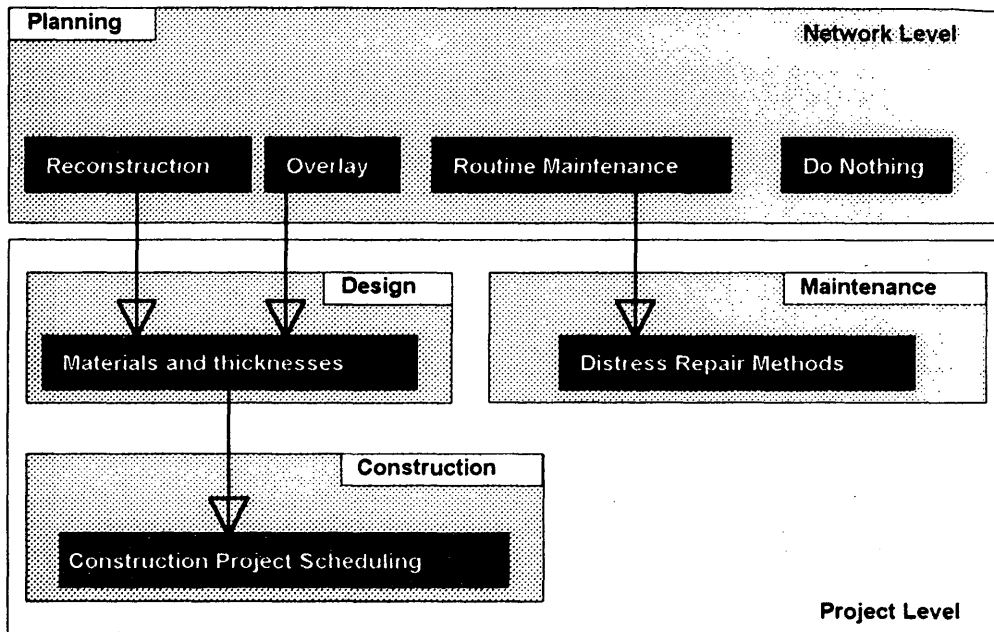 Planning
Network Level
Reconstruction
Overlay
Routine Maintenance
Do Nothing
Design
Maintenance
Materials and thicknesses
Distress Repair Methods
Construction
Construction Project Scheduling
Project Level